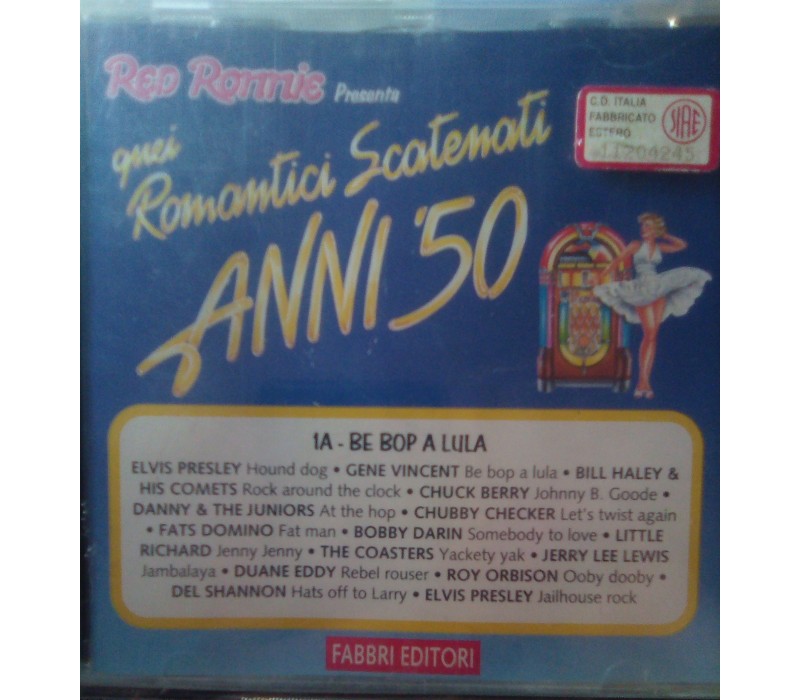 Red Ronnie Presenta
quei
Romantici Scatenati
ANNI '50
C.D. ITALIA
FABBRICATO
ESTERO
SIAE
11204245
1A - BE BOP A LULA
ELVIS PRESLEY Hound dog • GENE VINCENT Be bop a lula • BILL HALEY &
HIS COMETS Rock around the clock • CHUCK BERRY Johnny B. Goode •
DANNY & THE JUNIORS At the hop • CHUBBY CHECKER Let's twist again
• FATS DOMINO Fat man • BOBBY DARIN Somebody to love • LITTLE
RICHARD Jenny Jenny • THE COASTERS Yackety yak • JERRY LEE LEWIS
Jambalaya • DUANE EDDY Rebel rouser • ROY ORBISON Ooby dooby •
DEL SHANNON Hats off to Larry • ELVIS PRESLEY Jailhouse rock
FABBRI EDITORI